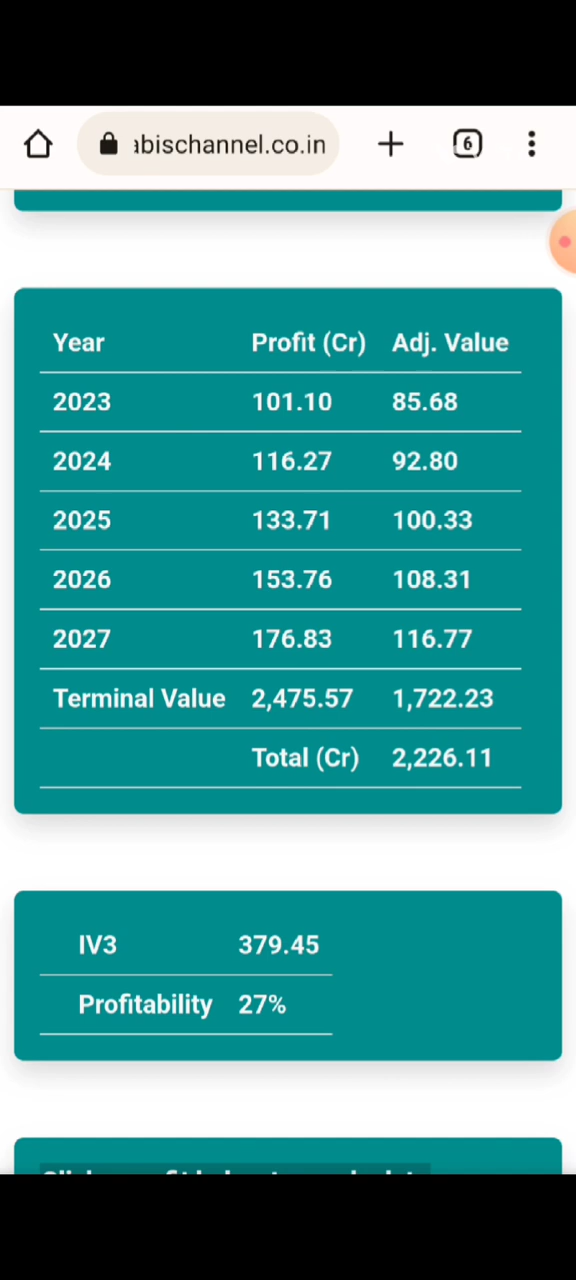 abischannel.co.in
6
Year Profit (Cr) Adj. Value
2023 101.10 85.68
2024 116.27 92.80
2025 133.71 100.33
2026 153.76 108.31
2027 176.83 116.77
Terminal Value 2,475.57 1,722.23
Total (Cr) 2,226.11
IV3 379.45
Profitability 27%